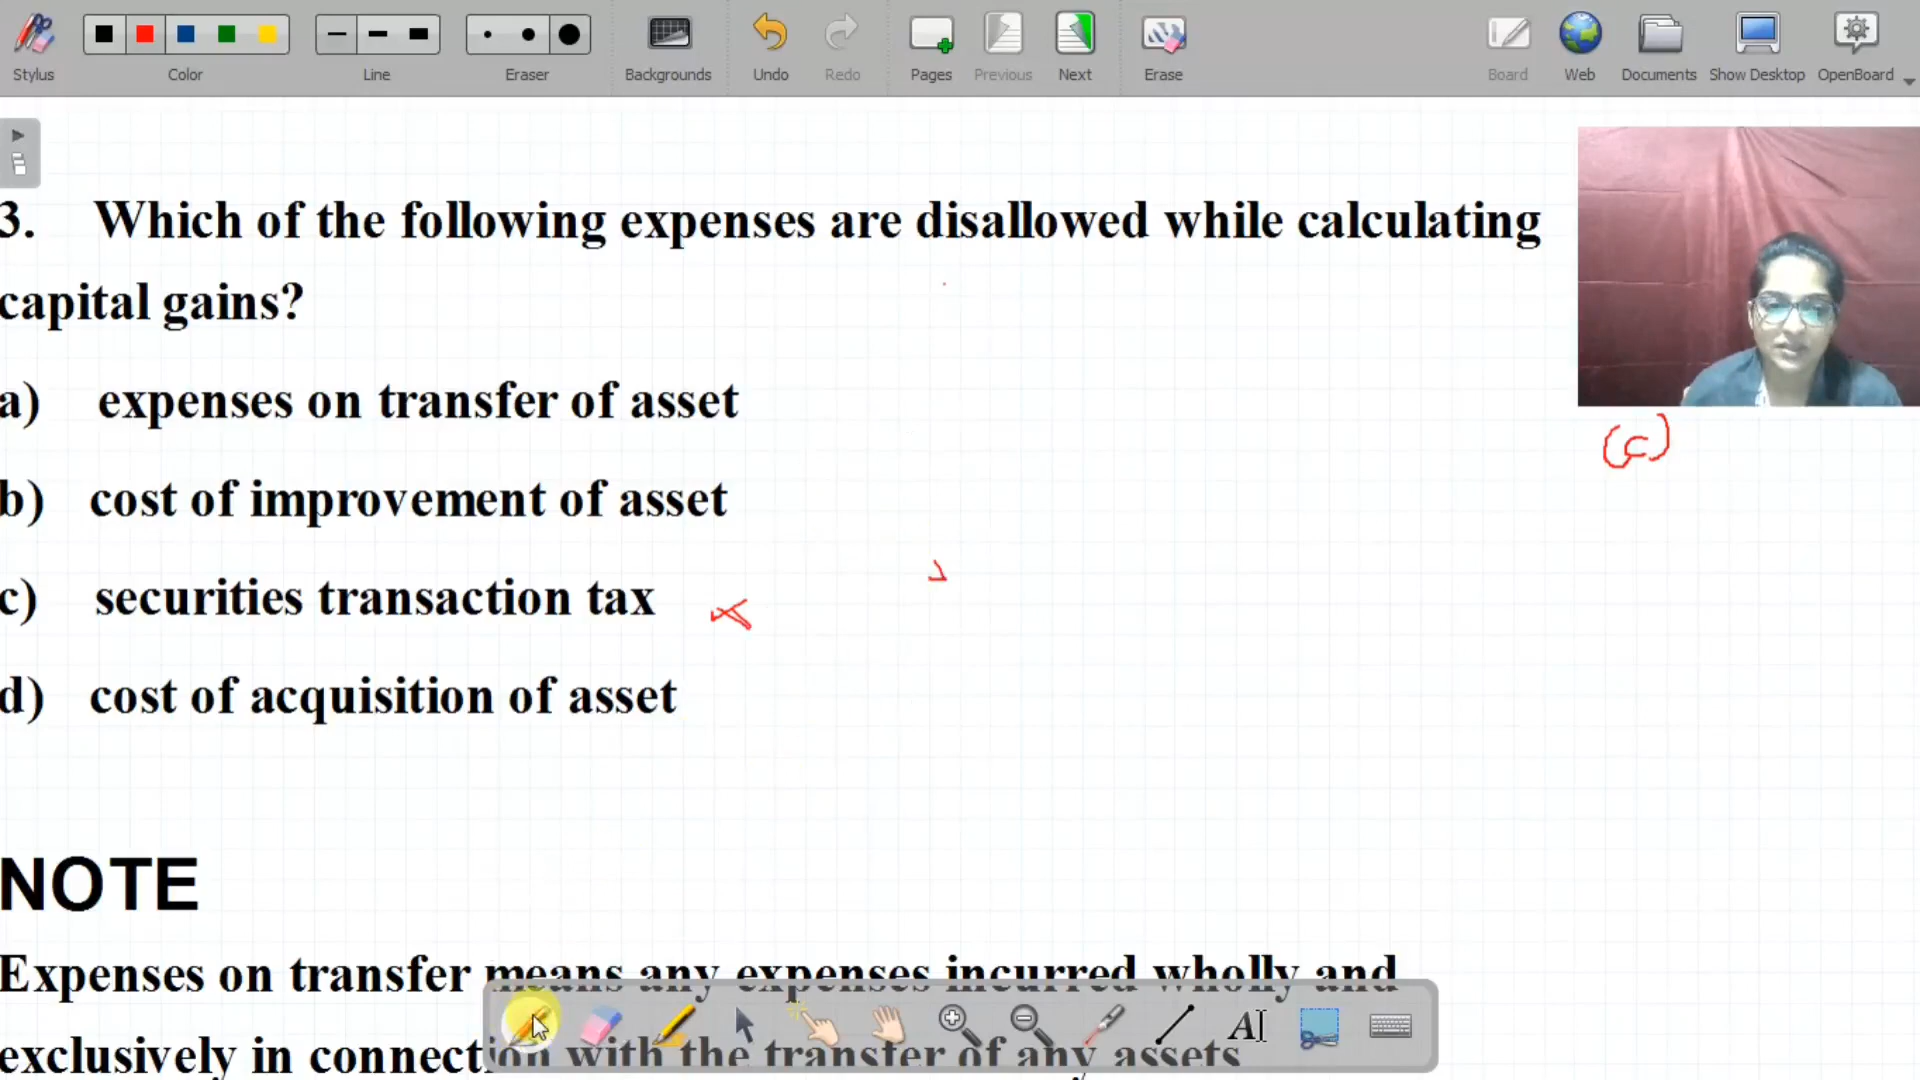 Stylus Color Line Eraser Backgrounds Undo Redo Pages Previous Next Erase Board Web Documents Show Desktop OpenBoard
3. Which of the following expenses are disallowed while calculating
capital gains?
a) expenses on transfer of asset
(c)
b) cost of improvement of asset
c) securities transaction tax
d) cost of acquisition of asset
NOTE
Expenses on transfer means any expenses incurred wholly and
exclusively in connection with the transfer of any assets